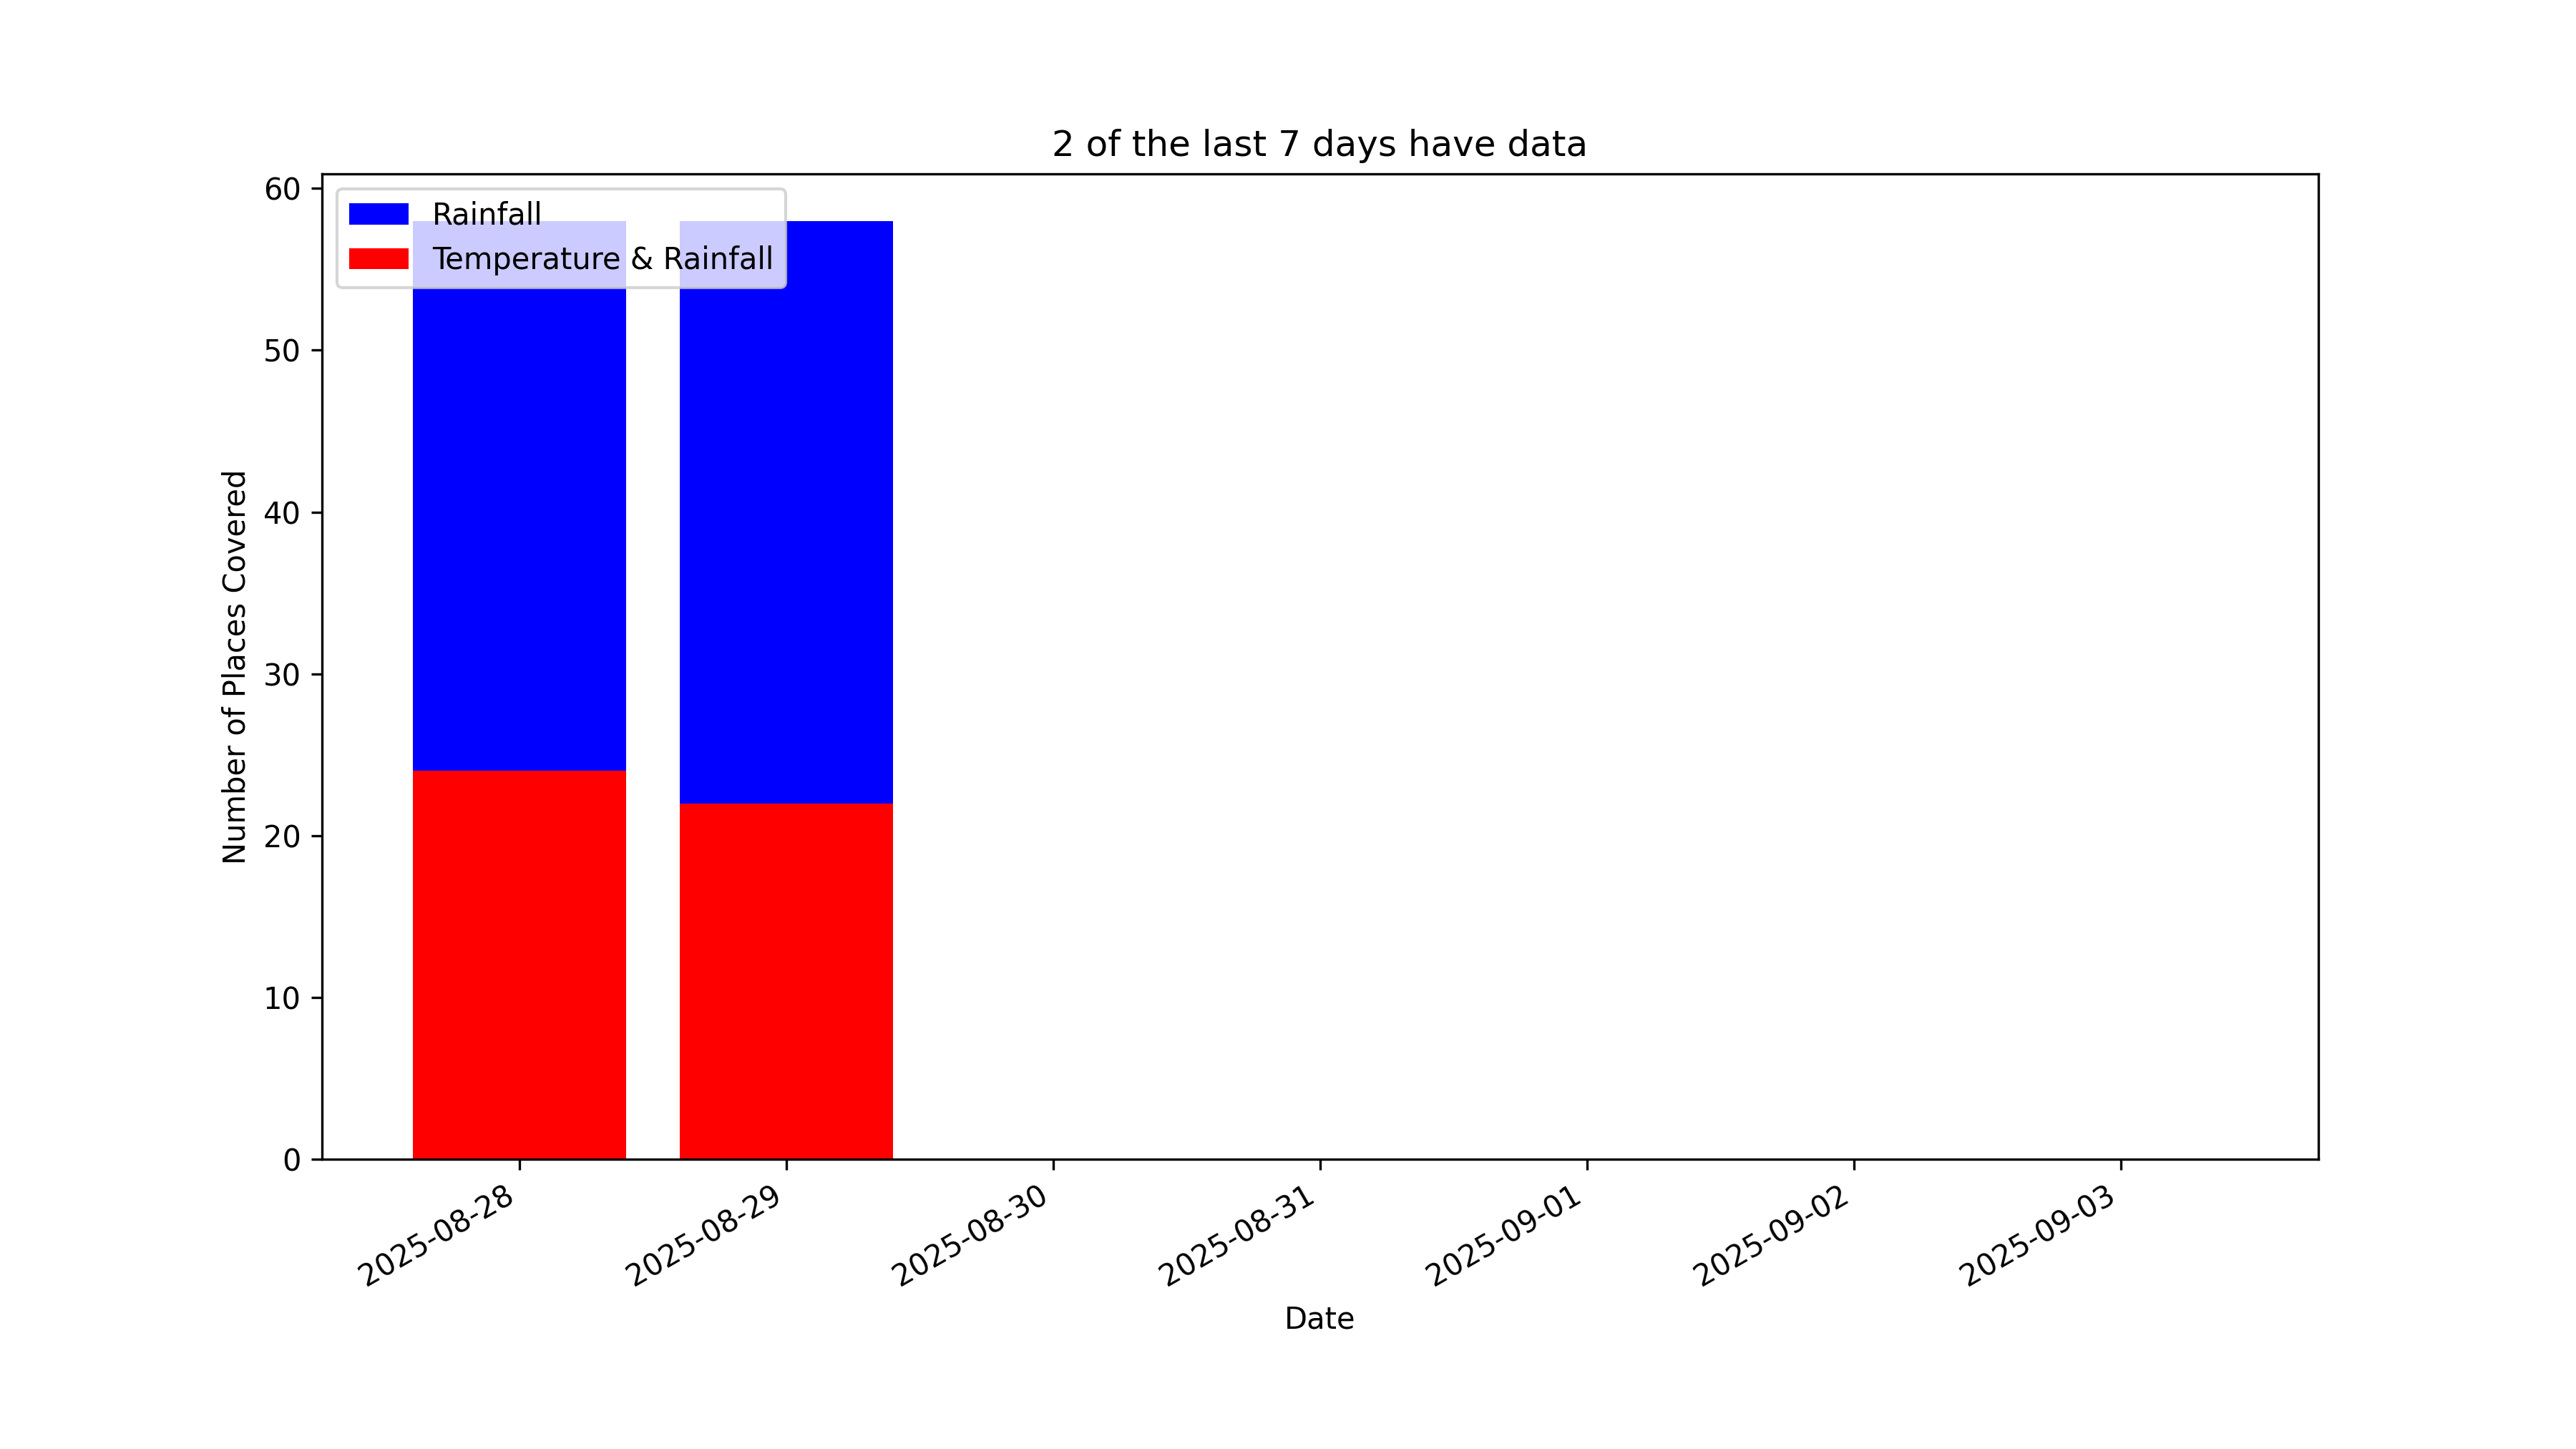 2 of the last 7 days have data
Rainfall
Temperature & Rainfall
Number of Places Covered
60
50
40
30
20
10
0
2025-08-28
2025-08-29
2025-08-30
2025-08-31
2025-09-01
2025-09-02
2025-09-03
Date